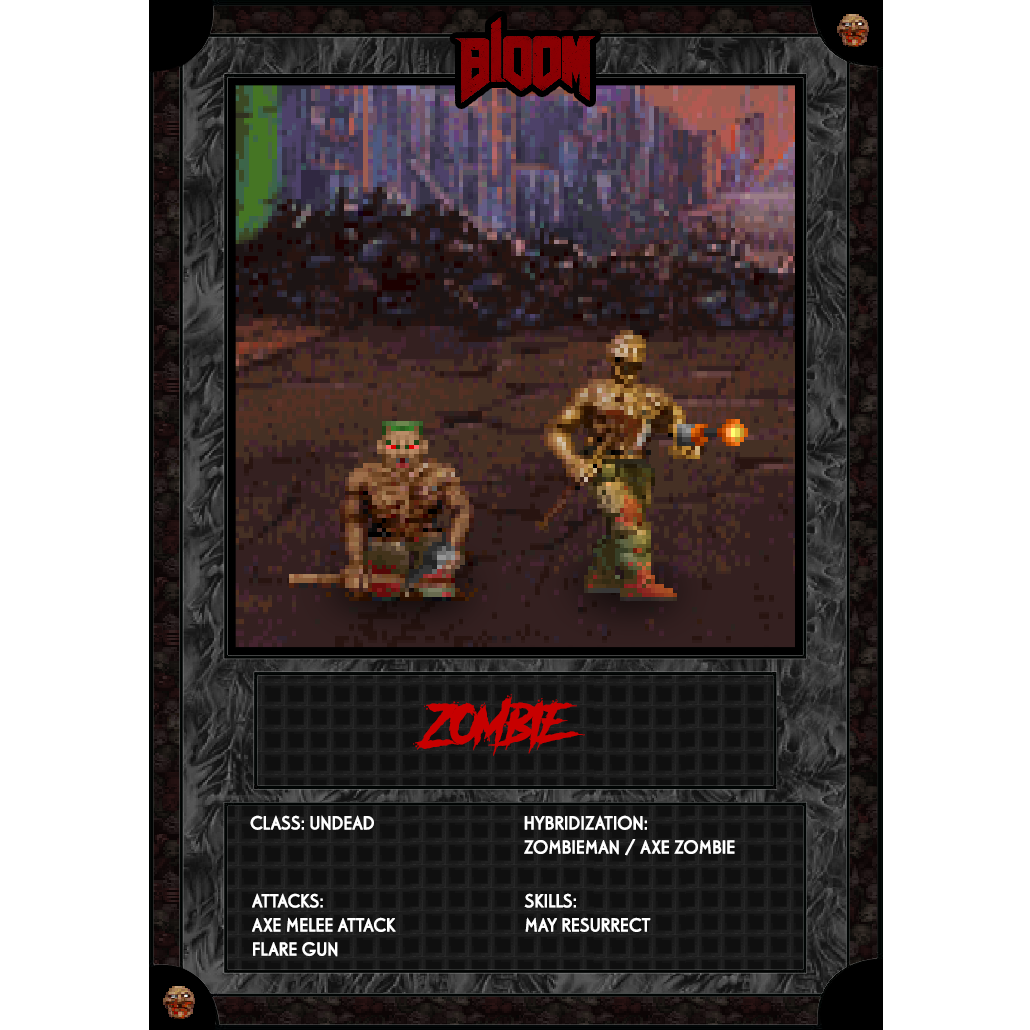 BLOOM
ZOMBIE
CLASS: UNDEAD
HYBRIDIZATION:
ZOMBIEMAN / AXE ZOMBIE
ATTACKS:
AXE MELEE ATTACK
FLARE GUN
SKILLS:
MAY RESURRECT